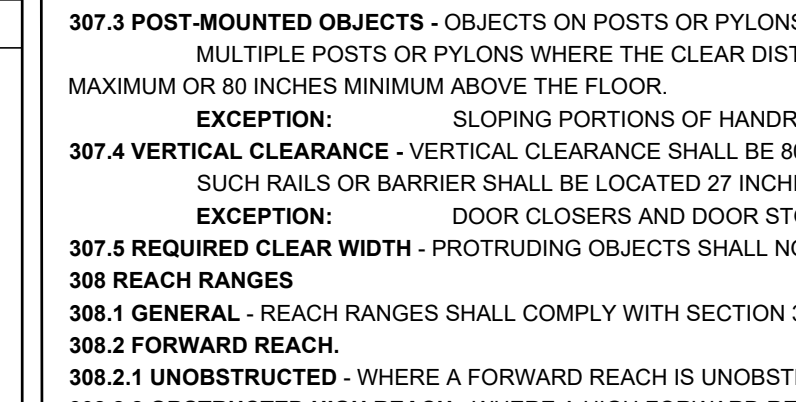 307.3 POST-MOUNTED OBJECTS - OBJECTS ON POSTS OR PYLONS
MULTIPLE POSTS OR PYLONS WHERE THE CLEAR DIST
MAXIMUM OR 80 INCHES MINIMUM ABOVE THE FLOOR.
EXCEPTION: SLOPING PORTIONS OF HANDR
307.4 VERTICAL CLEARANCE - VERTICAL CLEARANCE SHALL BE 80
SUCH RAILS OR BARRIER SHALL BE LOCATED 27 INCH
EXCEPTION: DOOR CLOSERS AND DOOR STO
307.5 REQUIRED CLEAR WIDTH - PROTRUDING OBJECTS SHALL NO
308 REACH RANGES
308.1 GENERAL - REACH RANGES SHALL COMPLY WITH SECTION 3
308.2 FORWARD REACH.
308.2.1 UNOBSTRUCTED - WHERE A FORWARD REACH IS UNOBST